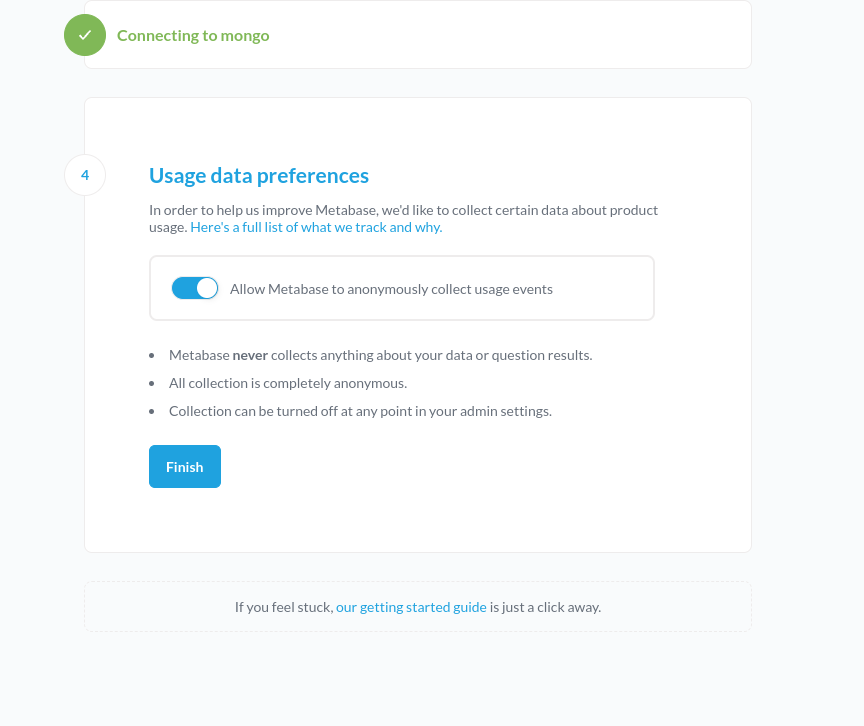 Connecting to mongo
4
Usage data preferences
In order to help us improve Metabase, we'd like to collect certain data about product
usage. Here's a full list of what we track and why.
Allow Metabase to anonymously collect usage events
• Metabase never collects anything about your data or question results.
• All collection is completely anonymous.
• Collection can be turned off at any point in your admin settings.
Finish
If you feel stuck, our getting started guide is just a click away.